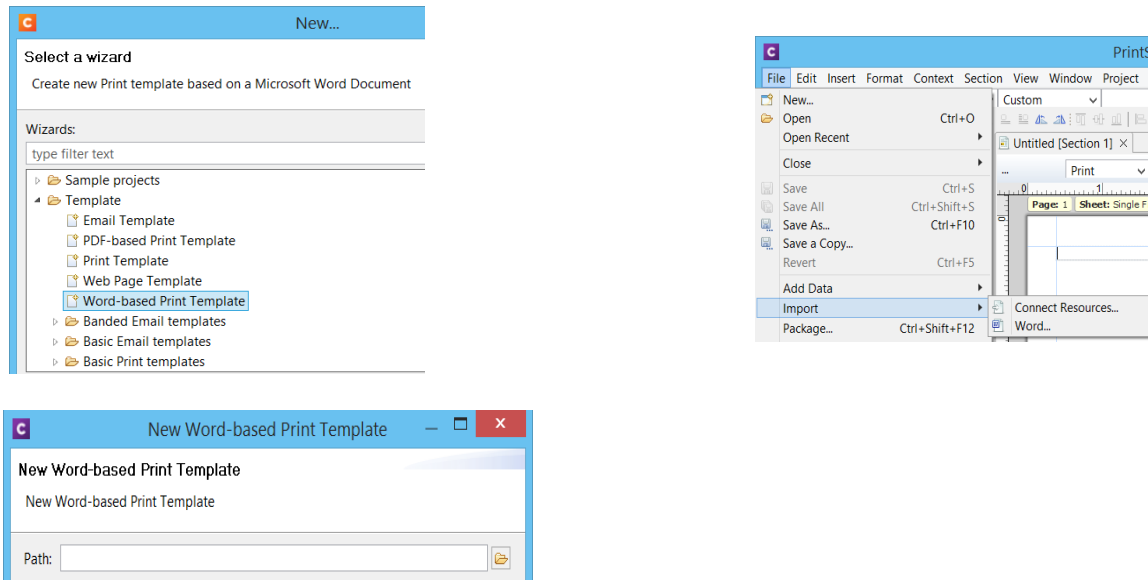 New...
Select a wizard
Create new Print template based on a Microsoft Word Document
Wizards:
type filter text
Sample projects
Template
Email Template
PDF-based Print Template
Print Template
Web Page Template
Word-based Print Template
Banded Email templates
Basic Email templates
Basic Print templates
PrintS
File Edit Insert Format Context Section View Window Project
New...
Open Ctrl+O
Open Recent
Close
Save Ctrl+S
Save All Ctrl+Shift+S
Save As... Ctrl+F10
Save a Copy...
Revert Ctrl+F5
Add Data
Import
Package... Ctrl+Shift+F12
Connect Resources...
Word...
Custom
Untitled [Section 1]
... Print
0 1
Page: 1 Sheet: Single F
0
New Word-based Print Template
New Word-based Print Template
New Word-based Print Template
Path: